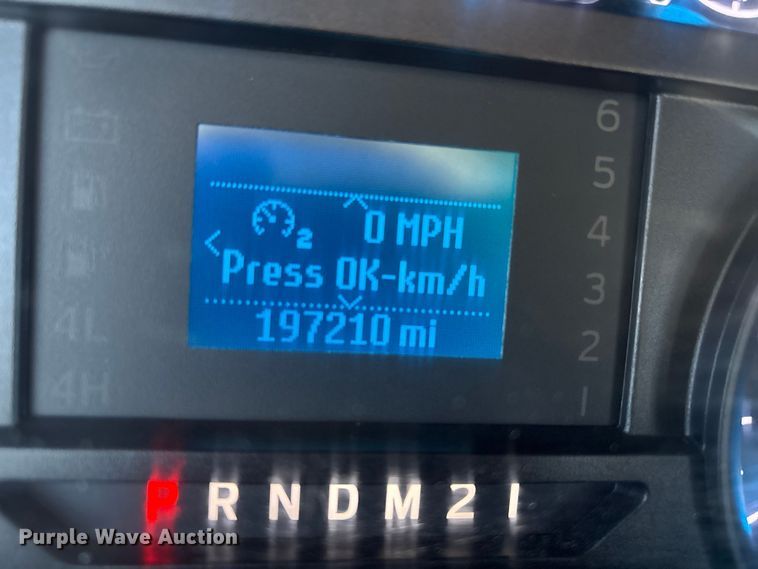 6
5
4
3
2
1
2 0 MPH
Press OK-km/h
197210 mi
4L
4H
P R N D M 2 1
Purple Wave Auction